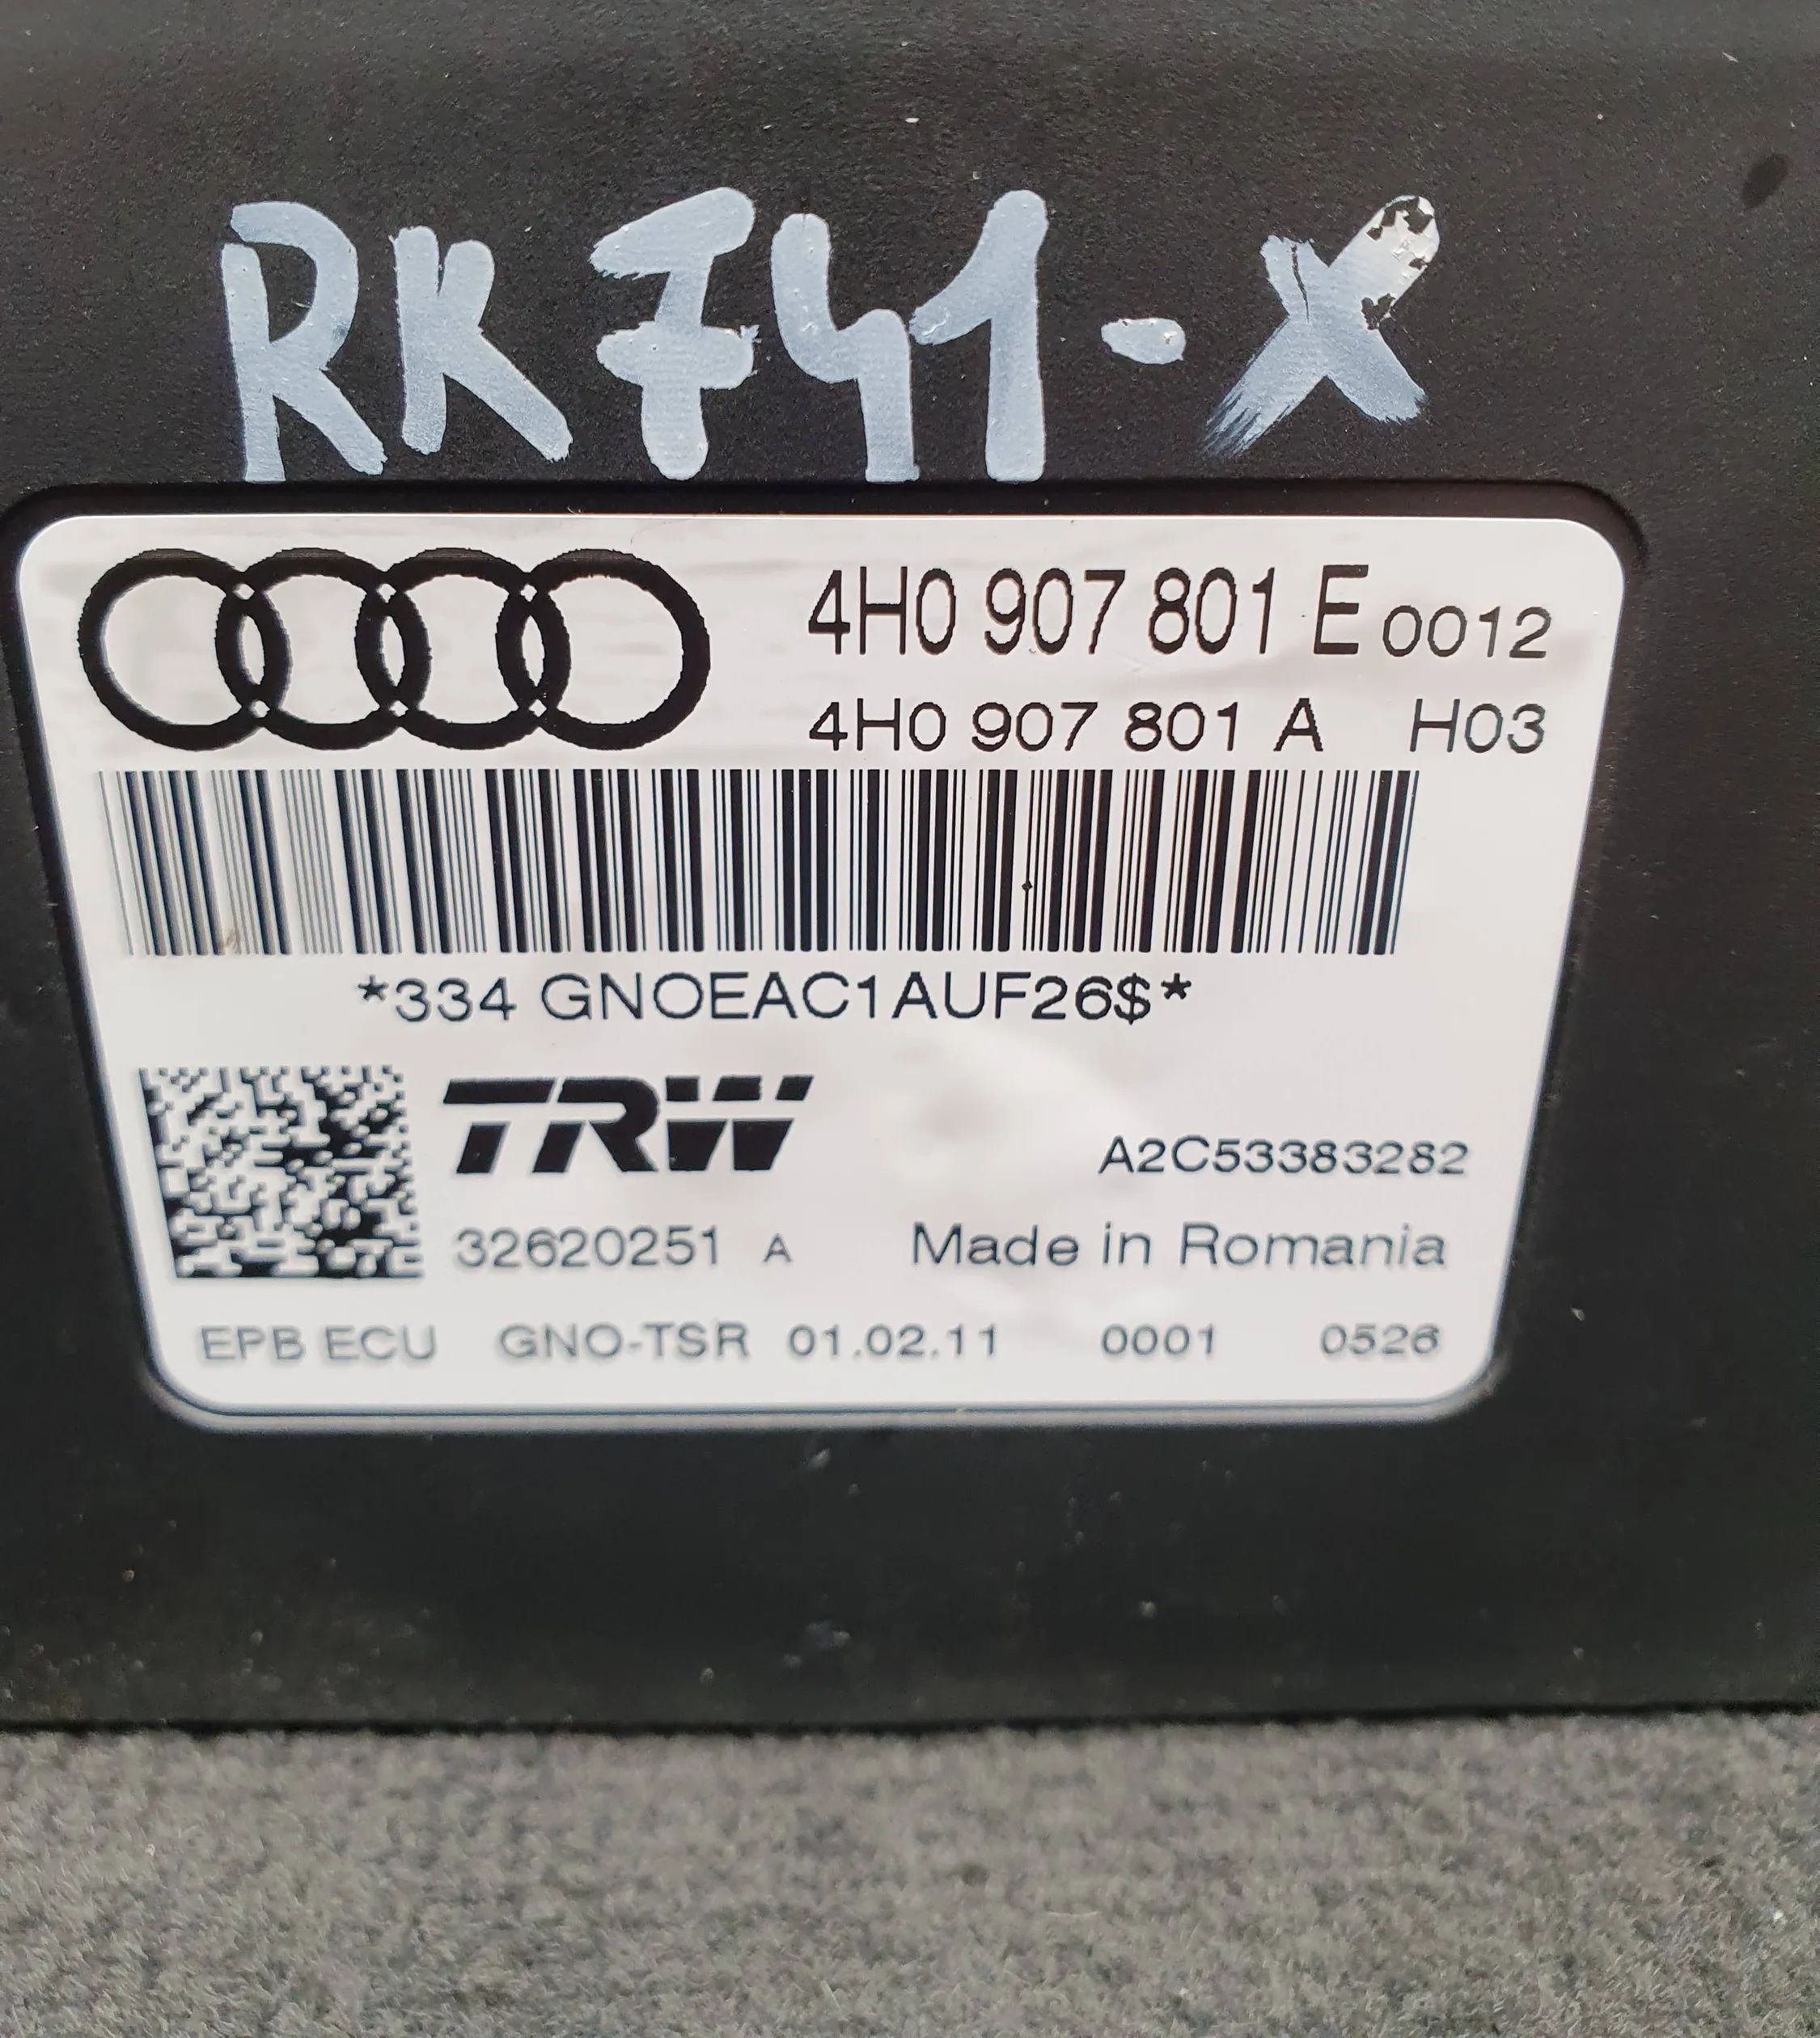 RK741-X
4H0 907 801 E 0012
4H0 907 801 A H03
*334 GNOEAC1AUF26$*
TRW
A2C53383282
32620251 A Made in Romania
EPB ECU GNO-TSR 01.02.11 0001 0526